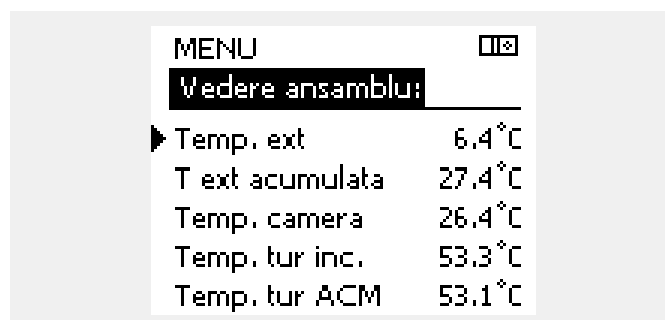 MENU
Vedere ansamblu:
Temp. ext 6.4°C
T ext acumulata 27.4°C
Temp. camera 26.4°C
Temp. tur inc. 53.3°C
Temp. tur ACM 53.1°C